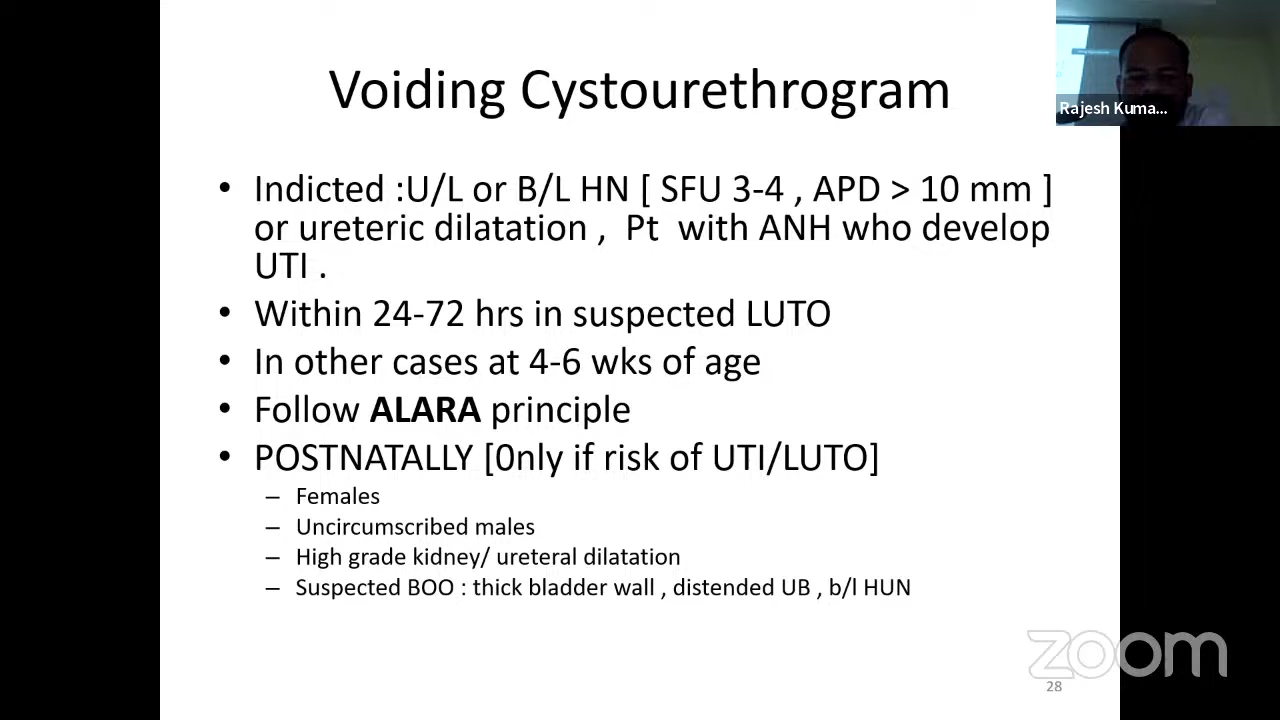 Voiding Cystourethrogram
Rajesh Kuma...
• Indicted :U/L or B/L HN [ SFU 3-4 , APD > 10 mm ]
or ureteric dilatation , Pt with ANH who develop
UTI .
• Within 24-72 hrs in suspected LUTO
• In other cases at 4-6 wks of age
• Follow ALARA principle
• POSTNATALLY [0nly if risk of UTI/LUTO]
– Females
– Uncircumscribed males
– High grade kidney/ ureteral dilatation
– Suspected BOO : thick bladder wall , distended UB , b/l HUN
zoom
28